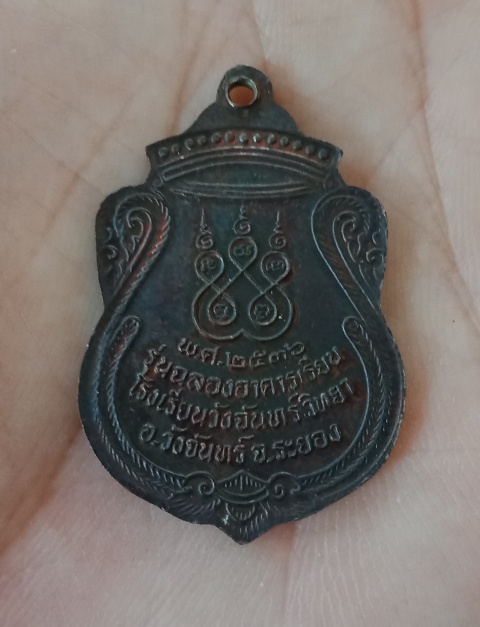 พ.ศ.๒๕๓๖
รุ่นฉลองอาคารเรียน
โรงเรียนวังจันทร์วิทยา
อ.วังจันทร์ จ.ระยอง